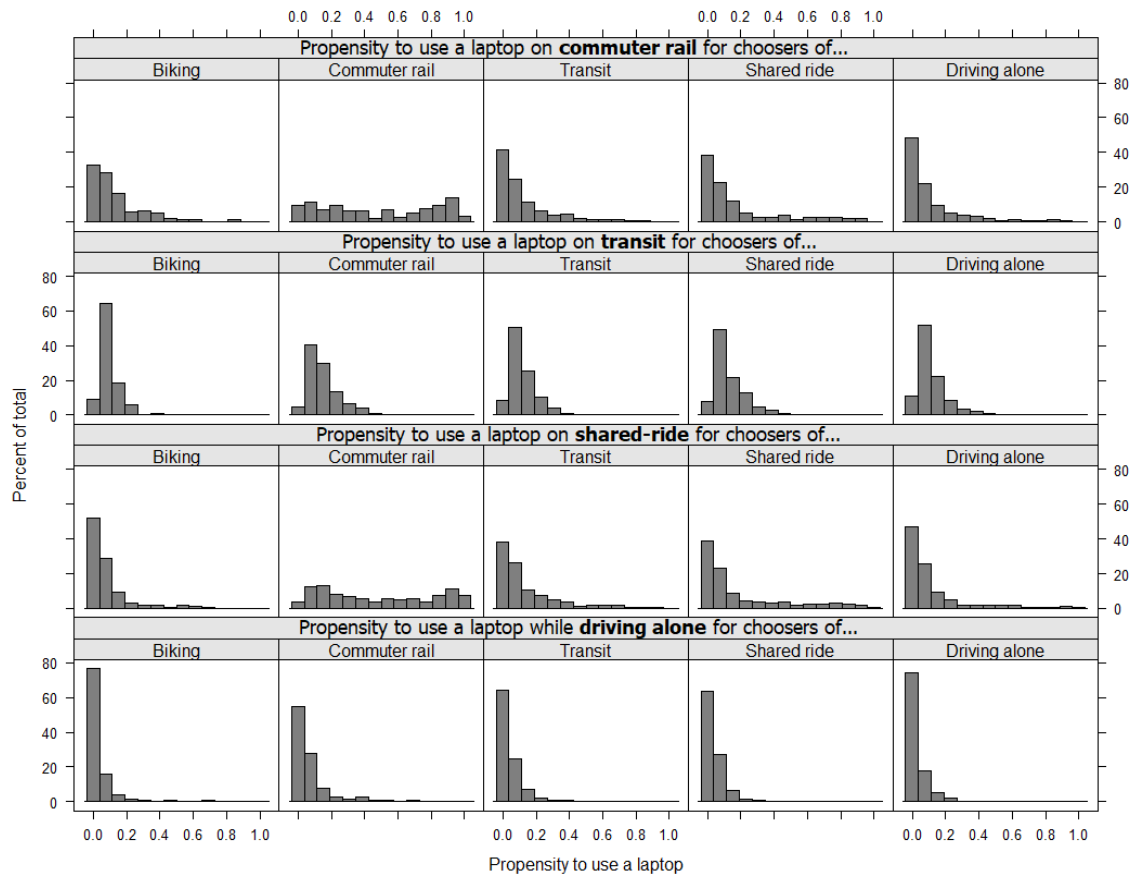 0.0 0.2 0.4 0.6 0.8 1.0 0.0 0.2 0.4 0.6 0.8 1.0
Propensity to use a laptop on commuter rail for choosers of...
Biking Commuter rail Transit Shared ride Driving alone
80
60
40
20
0
Propensity to use a laptop on transit for choosers of...
Biking Commuter rail Transit Shared ride Driving alone
80
60
40
20
0
Propensity to use a laptop on shared-ride for choosers of...
Biking Commuter rail Transit Shared ride Driving alone
80
60
40
20
0
Propensity to use a laptop while driving alone for choosers of...
Biking Commuter rail Transit Shared ride Driving alone
80
60
40
20
0
0.0 0.2 0.4 0.6 0.8 1.0 0.0 0.2 0.4 0.6 0.8 1.0 0.0 0.2 0.4 0.6 0.8 1.0
Propensity to use a laptop
Percent of total